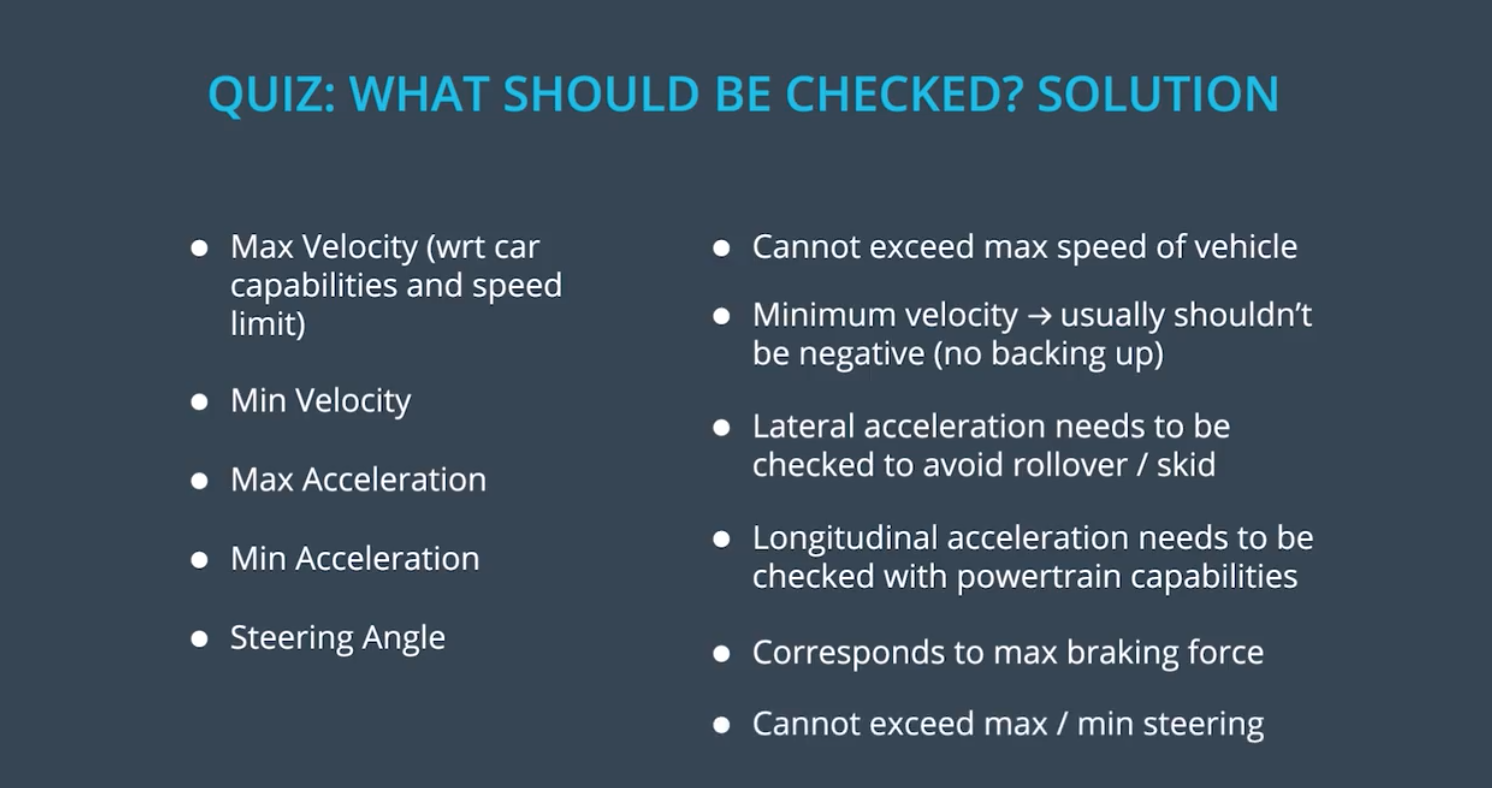 QUIZ: WHAT SHOULD BE CHECKED? SOLUTION
● Max Velocity (wrt car
capabilities and speed
limit)
● Min Velocity
● Max Acceleration
● Min Acceleration
● Steering Angle
● Cannot exceed max speed of vehicle
● Minimum velocity → usually shouldn’t
be negative (no backing up)
● Lateral acceleration needs to be
checked to avoid rollover / skid
● Longitudinal acceleration needs to be
checked with powertrain capabilities
● Corresponds to max braking force
● Cannot exceed max / min steering